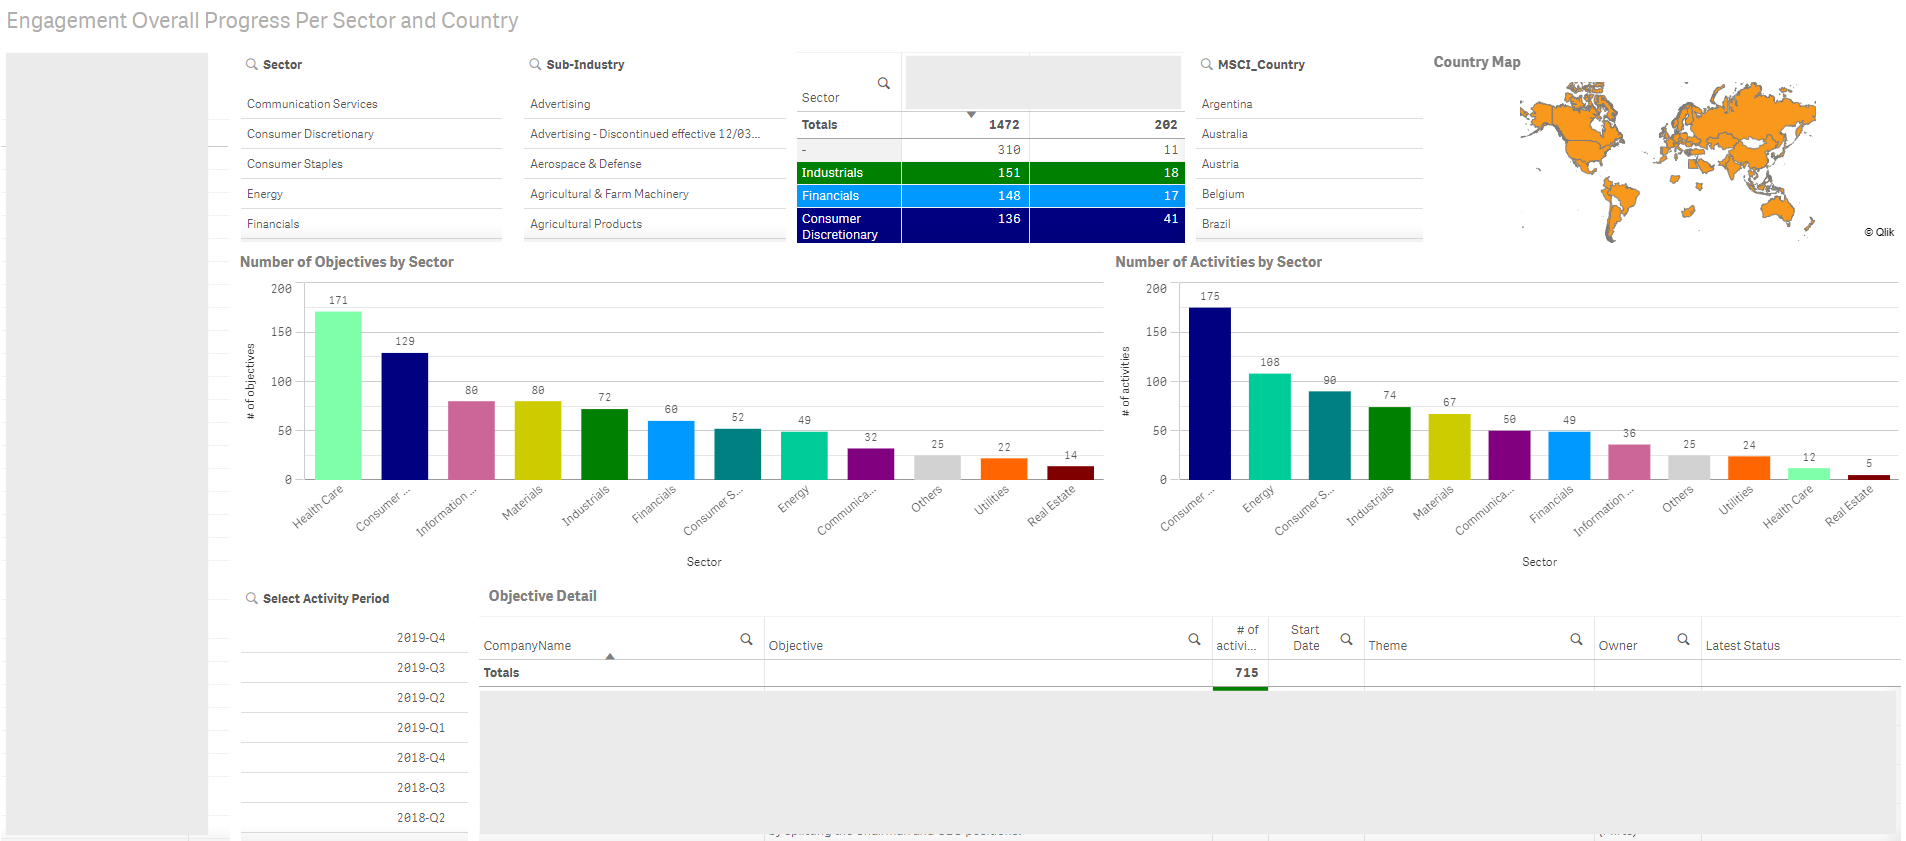 Engagement Overall Progress Per Sector and Country
Sector
Communication Services
Consumer Discretionary
Consumer Staples
Energy
Financials
Sub-Industry
Advertising
Advertising - Discontinued effective 12/03...
Aerospace & Defense
Agricultural & Farm Machinery
Agricultural Products
Sector
Totals 1472 202
- 310 11
Industrials 151 18
Financials 148 17
Consumer 136 41
Discretionary
MSCI_Country
Argentina
Australia
Austria
Belgium
Brazil
Country Map
© Qlik
Number of Objectives by Sector
# of objectives
200
150
100
50
0
171
129
80
80
72
60
52
49
32
25
22
14
Health Care
Consumer ...
Information ...
Materials
Industrials
Financials
Consumer S...
Energy
Communica...
Others
Utilities
Real Estate
Sector
Number of Activities by Sector
# of activities
200
150
100
50
0
175
108
90
74
67
50
49
36
25
24
12
5
Consumer ...
Energy
Consumer S...
Industrials
Materials
Communica...
Financials
Information ...
Others
Utilities
Health Care
Real Estate
Sector
Select Activity Period
2019-Q4
2019-Q3
2019-Q2
2019-Q1
2018-Q4
2018-Q3
2018-Q2
Objective Detail
CompanyName
Objective
# of
activi...
Start
Date
Theme
Owner
Latest Status
Totals 715